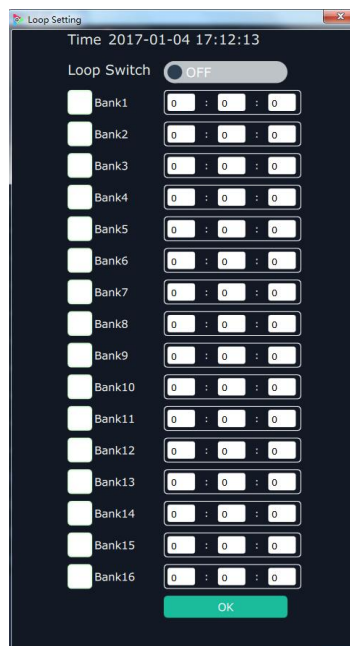 Loop Setting
Time 2017-01-04 17:12:13
Loop Switch OFF
Bank1 0 : 0 : 0
Bank2 0 : 0 : 0
Bank3 0 : 0 : 0
Bank4 0 : 0 : 0
Bank5 0 : 0 : 0
Bank6 0 : 0 : 0
Bank7 0 : 0 : 0
Bank8 0 : 0 : 0
Bank9 0 : 0 : 0
Bank10 0 : 0 : 0
Bank11 0 : 0 : 0
Bank12 0 : 0 : 0
Bank13 0 : 0 : 0
Bank14 0 : 0 : 0
Bank15 0 : 0 : 0
Bank16 0 : 0 : 0
OK